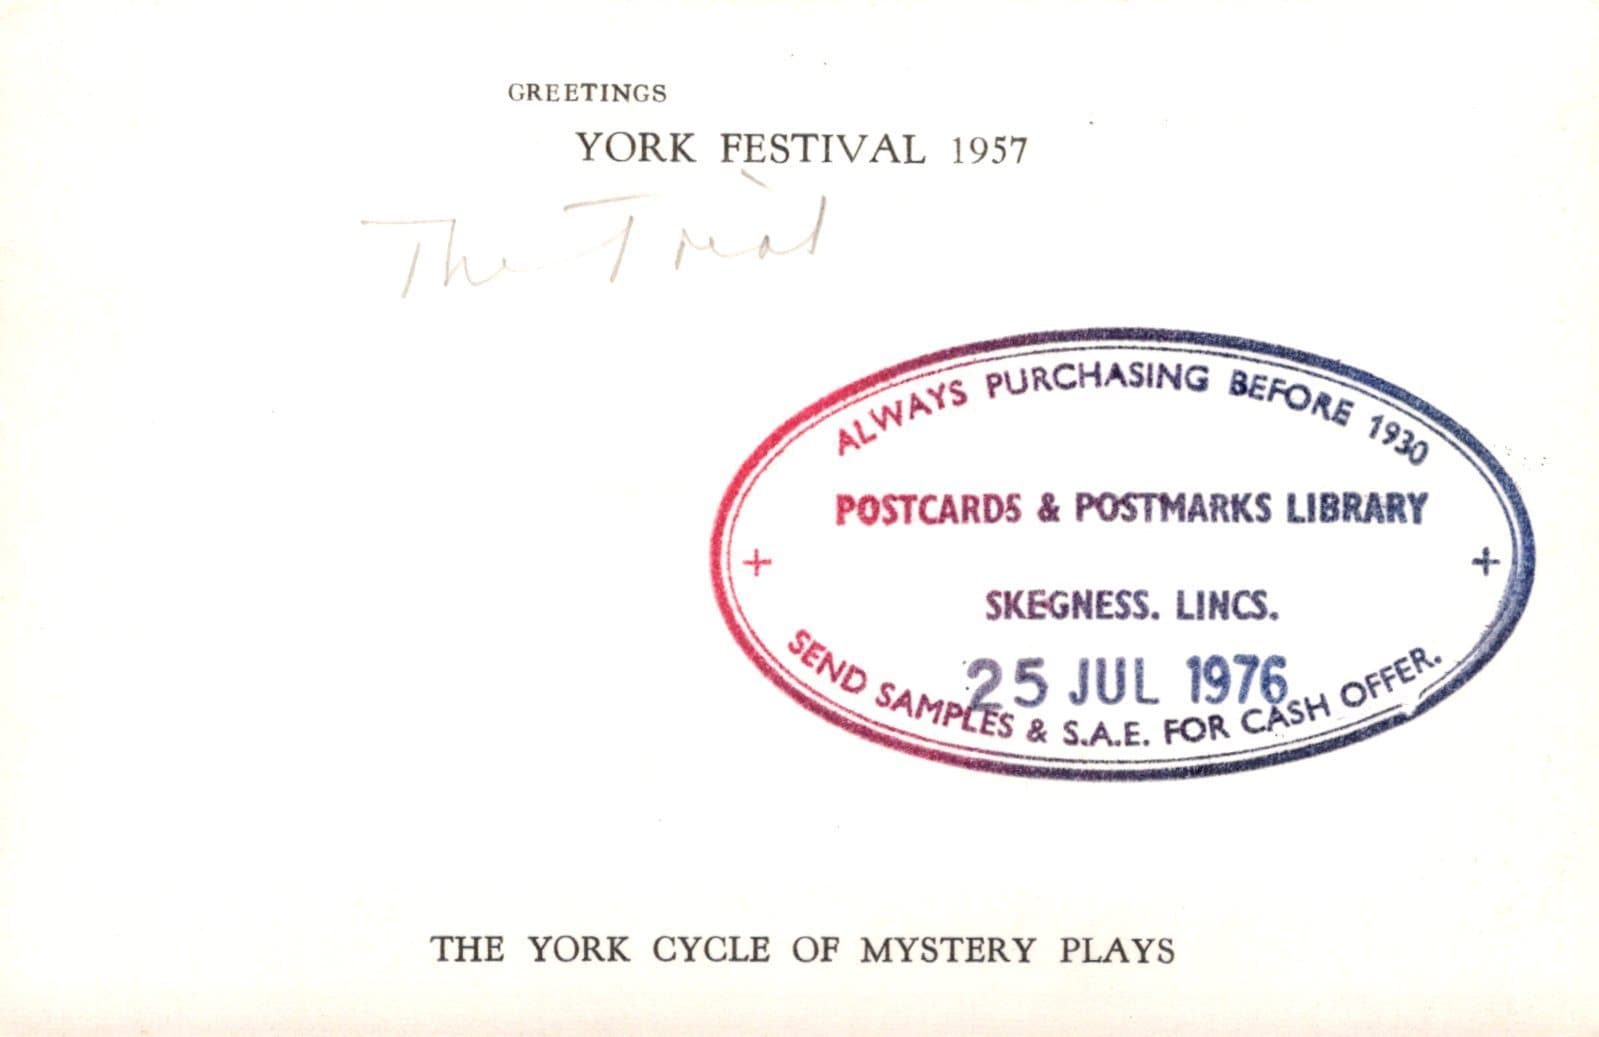 GREETINGS
YORK FESTIVAL 1957
The Trial
ALWAYS PURCHASING BEFORE 1930
POSTCARDS & POSTMARKS LIBRARY
+ +
SKEGNESS. LINCS.
25 JUL 1976
SEND SAMPLES & S.A.E. FOR CASH OFFER.
THE YORK CYCLE OF MYSTERY PLAYS